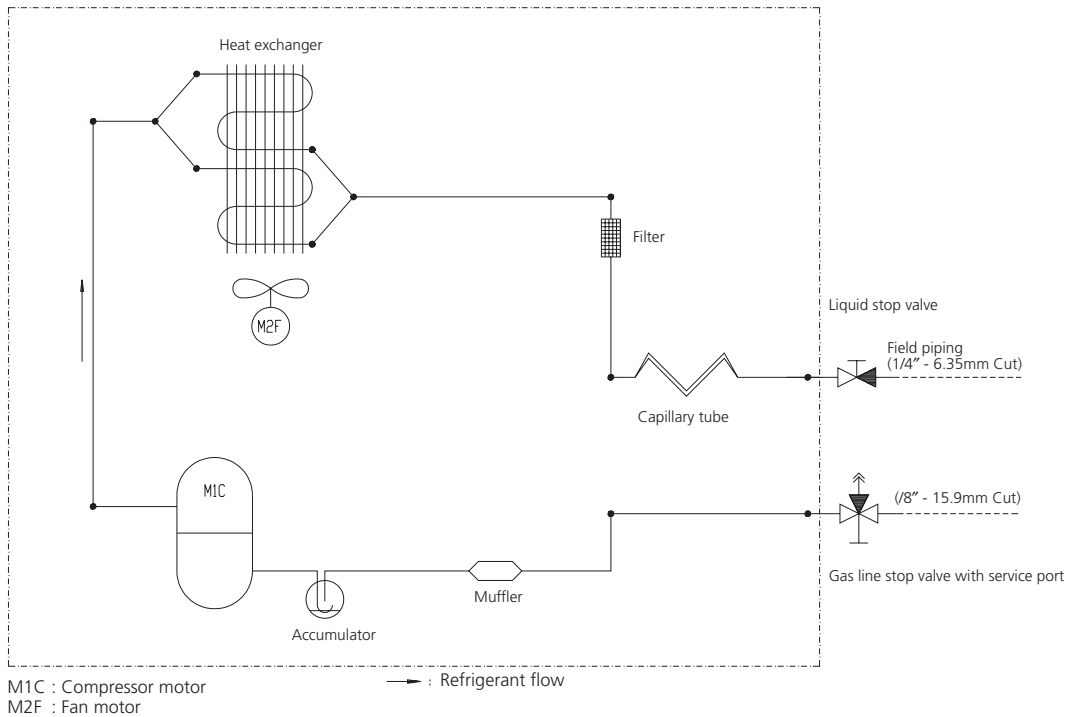 Heat exchanger
M2F
Filter
Liquid stop valve
Field piping
(1/4″ - 6.35mm Cut)
Capillary tube
M1C
(/8″ - 15.9mm Cut)
Gas line stop valve with service port
Muffler
Accumulator
M1C : Compressor motor
: Refrigerant flow
M2F : Fan motor